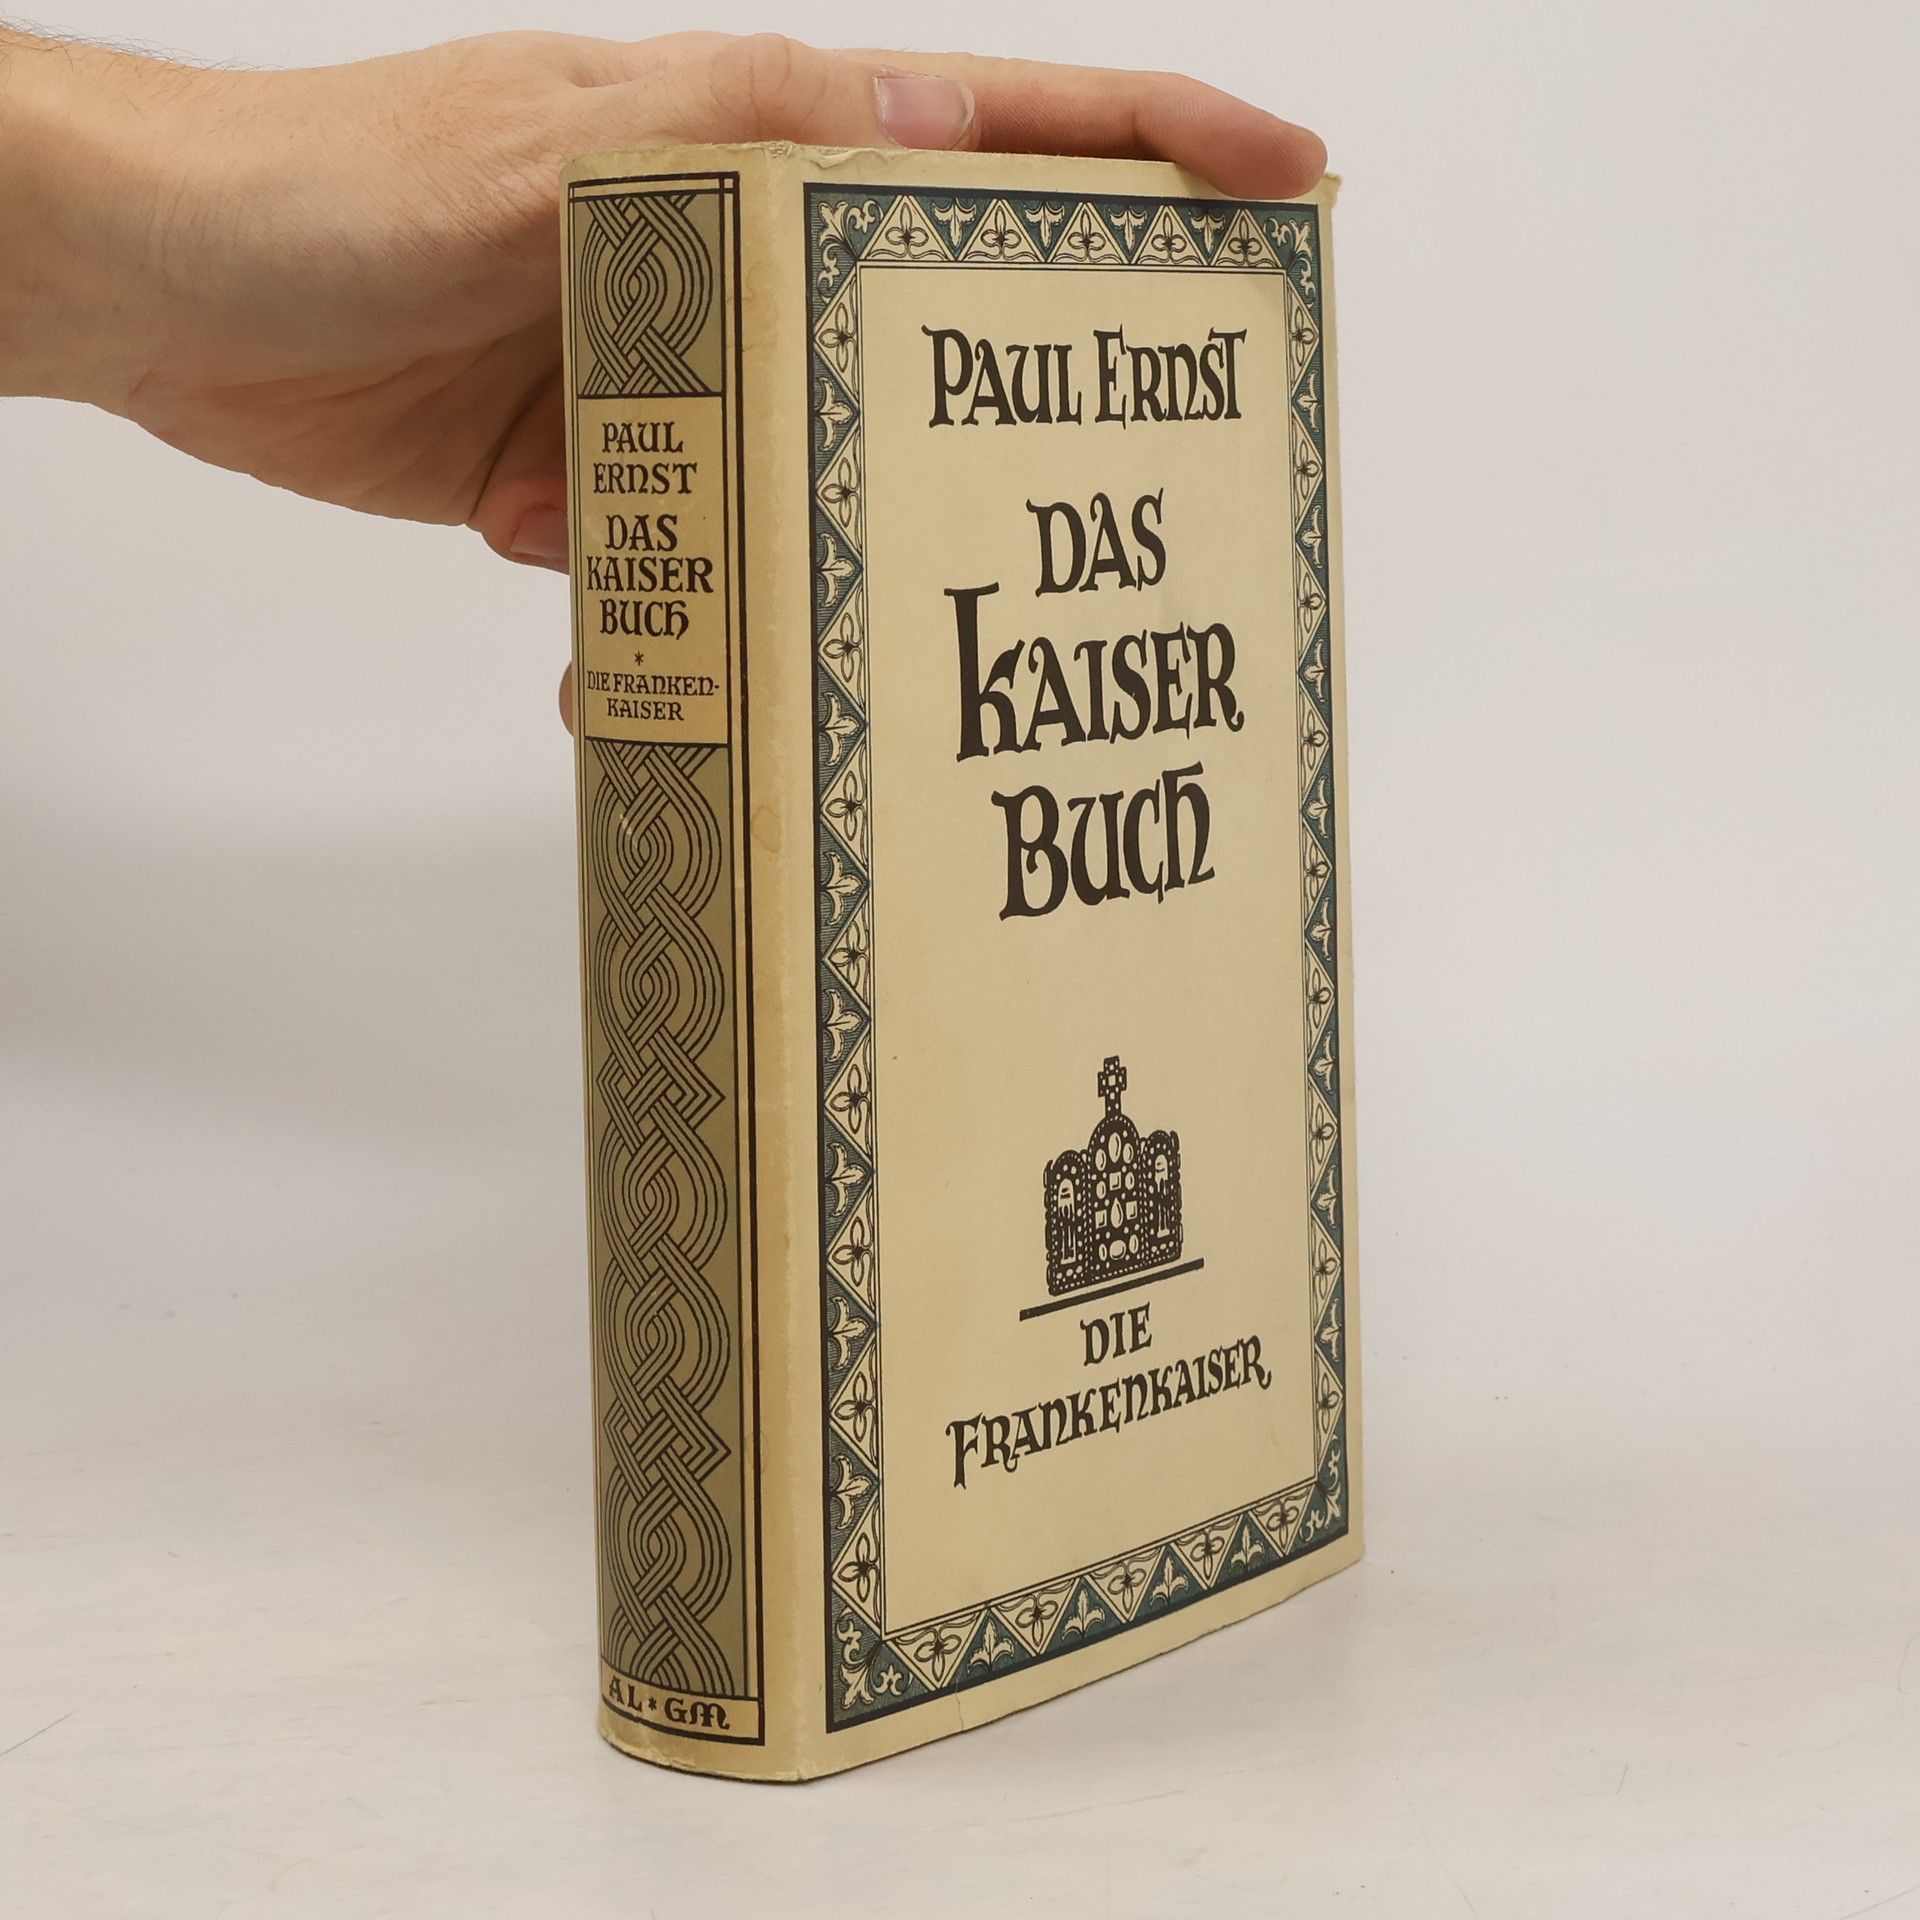 PAUL
ERNST
DAS
KAISER
BUCH
*
DIE FRANKEN-
KAISER
AL * GM
PAUL ERNST
DAS
KAISER
BUCH
DIE
FRANKENKAISER